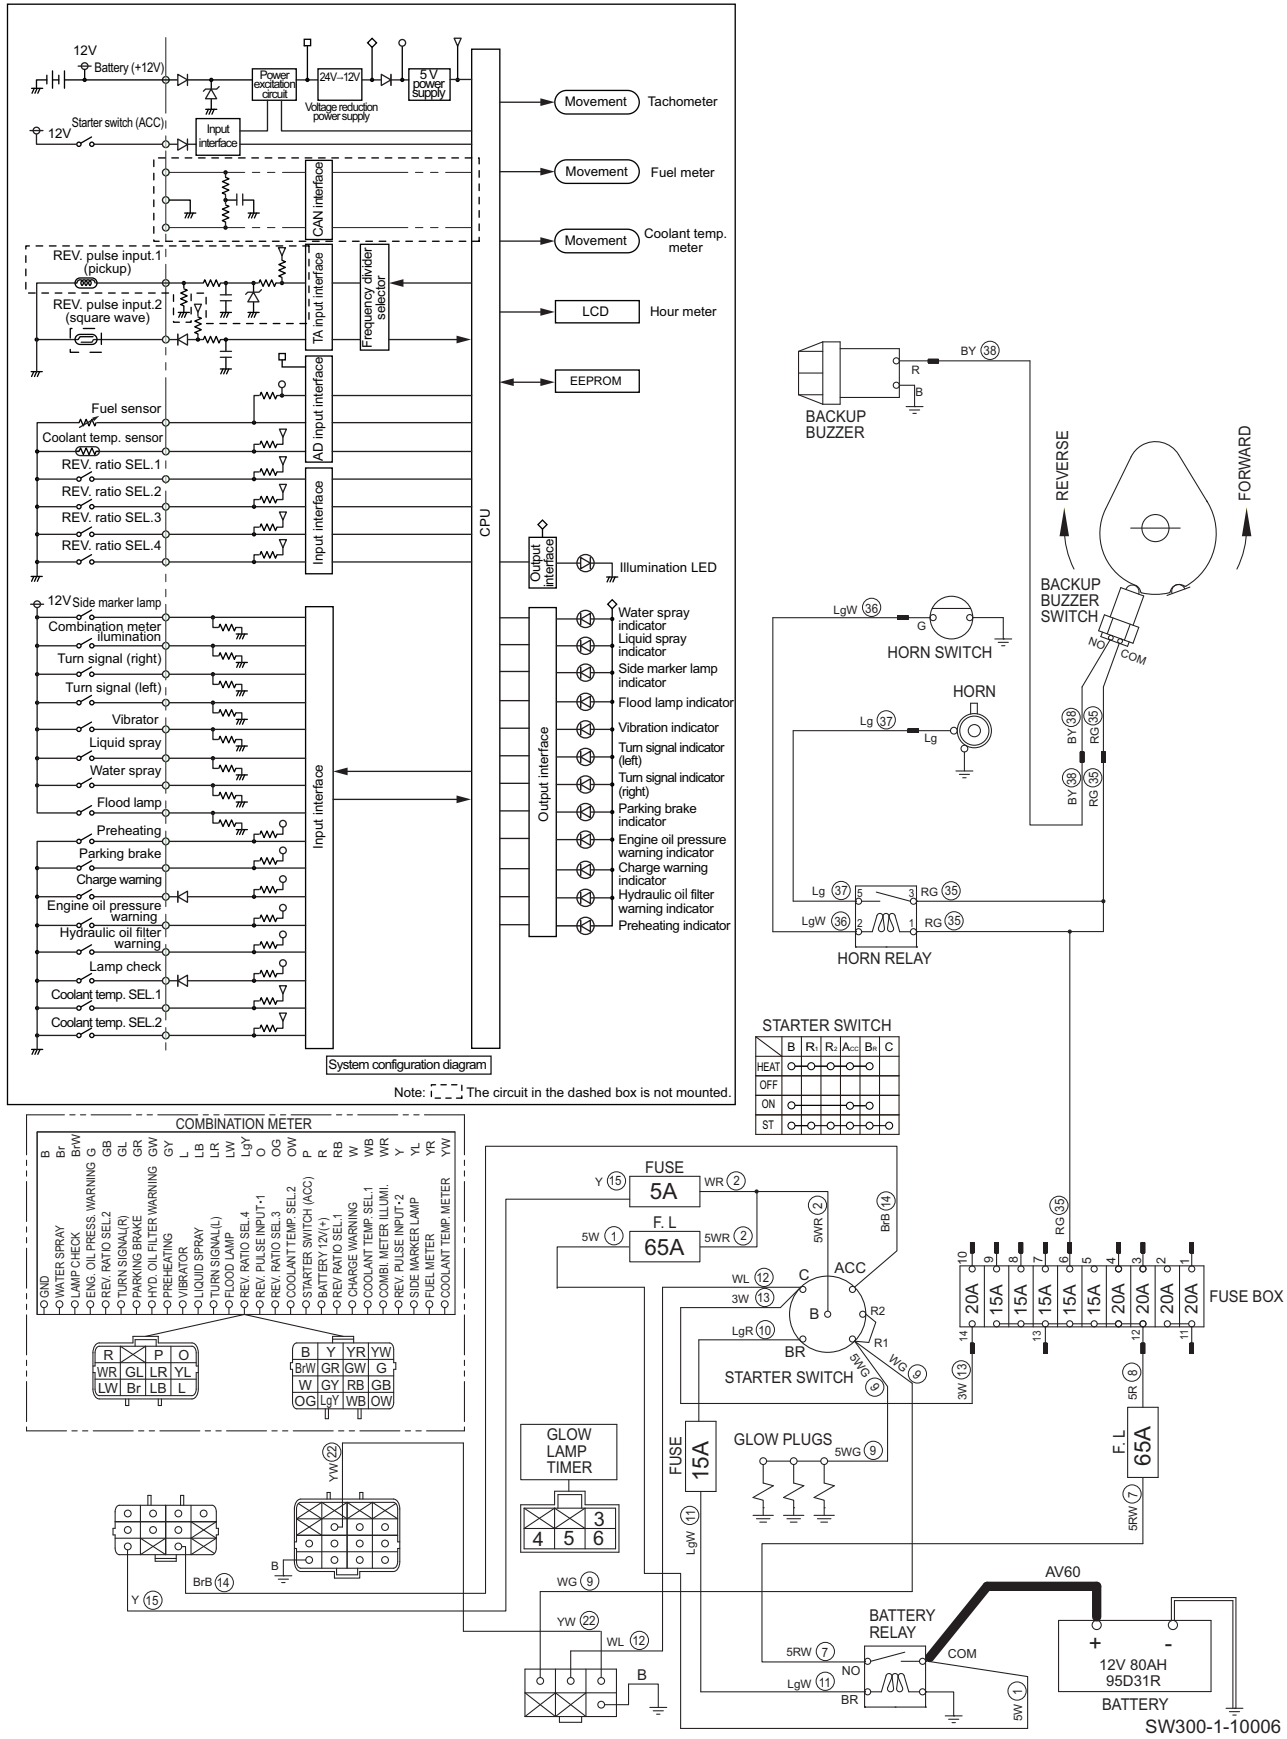 12V
Battery (+12V)
Power
excitation
circuit
24V→12V
Voltage reduction
power supply
5 V
power
supply
Starter switch (ACC)
12V
Input
interface
CAN interface
REV. pulse input.1
(pickup)
REV. pulse input.2
(square wave)
TA input interface
Frequency divider
selector
Fuel sensor
Coolant temp. sensor
AD input interface
REV. ratio SEL.1
REV. ratio SEL.2
REV. ratio SEL.3
REV. ratio SEL.4
Input interface
CPU
Movement Tachometer
Movement Fuel meter
Movement Coolant temp.
meter
LCD Hour meter
EEPROM
Output
interface
Illumination LED
12V Side marker lamp
Combination meter
ilumination
Turn signal (right)
Turn signal (left)
Vibrator
Liquid spray
Water spray
Flood lamp
Preheating
Parking brake
Charge warning
Engine oil pressure
warning
Hydraulic oil filter
warning
Lamp check
Coolant temp. SEL.1
Coolant temp. SEL.2
Input interface
Output interface
Water spray
indicator
Liquid spray
indicator
Side marker lamp
indicator
Flood lamp indicator
Vibration indicator
Turn signal indicator
(left)
Turn signal indicator
(right)
Parking brake
indicator
Engine oil pressure
warning indicator
Charge warning
indicator
Hydraulic oil filter
warning indicator
Preheating indicator
System configuration diagram
Note: The circuit in the dashed box is not mounted.
BACKUP
BUZZER
R
B
BY 38
REVERSE
FORWARD
BACKUP
BUZZER
SWITCH
NO
COM
LgW 36
G
HORN SWITCH
HORN
Lg 37
Lg
BY 38
RG 35
BY 38
RG 35
Lg 37 5 3 RG 35
LgW 36 2 1 RG 35
HORN RELAY
STARTER SWITCH
B R1 R2 ACC BR C
HEAT
OFF
ON
ST
COMBINATION METER
B GND
Br WATER SPRAY
BrW LAMP CHECK
G ENG. OIL PRESS. WARNING
GB REV. RATIO SEL.2
GL TURN SIGNAL(R)
GR PARKING BRAKE
GW HYD. OIL FILTER WARNING
GY PREHEATING
L VIBRATOR
LB LIQUID SPRAY
LR TURN SIGNAL(L)
LW FLOOD LAMP
LgY REV. RATIO SEL.4
O REV. PULSE INPUT・1
OG REV. RATIO SEL.3
OW COOLANT TEMP. SEL.2
P STARTER SWITCH (ACC)
R BATTERY 12V(+)
RB REV RATIO SEL.1
W CHARGE WARNING
WB COOLANT TEMP. SEL.1
WR COMBI. METER ILLUMI.
Y REV. PULSE INPUT・2
YL SIDE MARKER LAMP
YR FUEL METER
YW COOLANT TEMP. METER
R P O
WR GL LR YL
LW Br LB L
B Y YR YW
BrW GR GW G
W GY RB GB
OG LgY WB OW
YW 22
B
BrB 14
Y 15
Y 15
FUSE
5A
WR 2
5W 1
F. L
65A
5WR 2
5WR 2
BrB 14
C
ACC
B
R2
R1
BR
STARTER SWITCH
WL 12
3W 13
LgR 10
5WG 9
WG 9
RG 35
10 9 8 7 6 5 4 3 2 1
20A 15A 15A 15A 15A 15A 20A 20A 20A 20A
14 13 12 11
FUSE BOX
3W 13
5R 8
F. L
65A
5RW 7
FUSE
15A
LgW 11
GLOW PLUGS
5WG 9
GLOW
LAMP
TIMER
3
4 5 6
WG 9
YW 22
WL 12
B
BATTERY
RELAY
5RW 7
NO
COM
LgW 11
BR
5W 1
AV60
+ -
12V 80AH
95D31R
BATTERY
SW300-1-10006